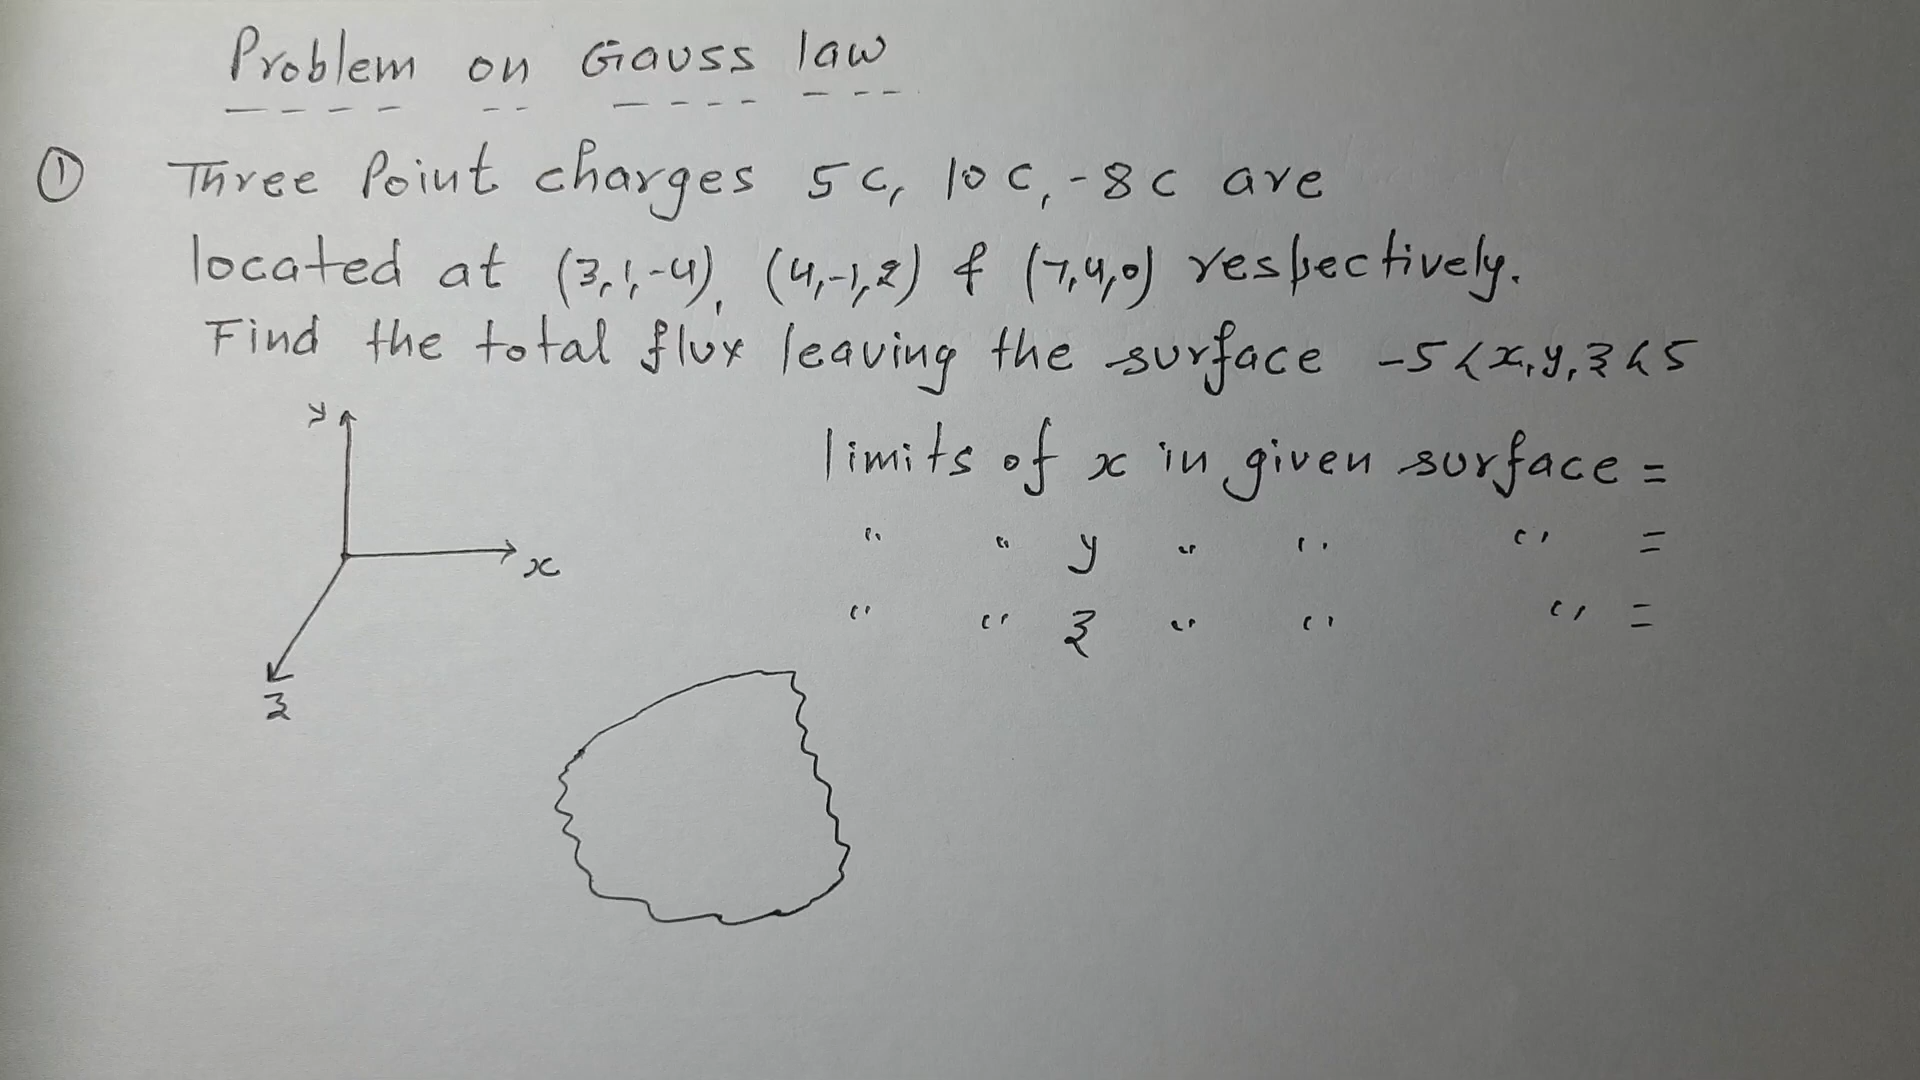 Problem on Gauss law
① Three Point charges 5C, 10C, -8C are
located at (3,1,-4), (4,-1,2) & (7,4,0) respectively.
Find the total flux leaving the surface -5<x,y,z<5
limits of x in given surface =
" " y " " " =
" " z " " " =
y
x
z